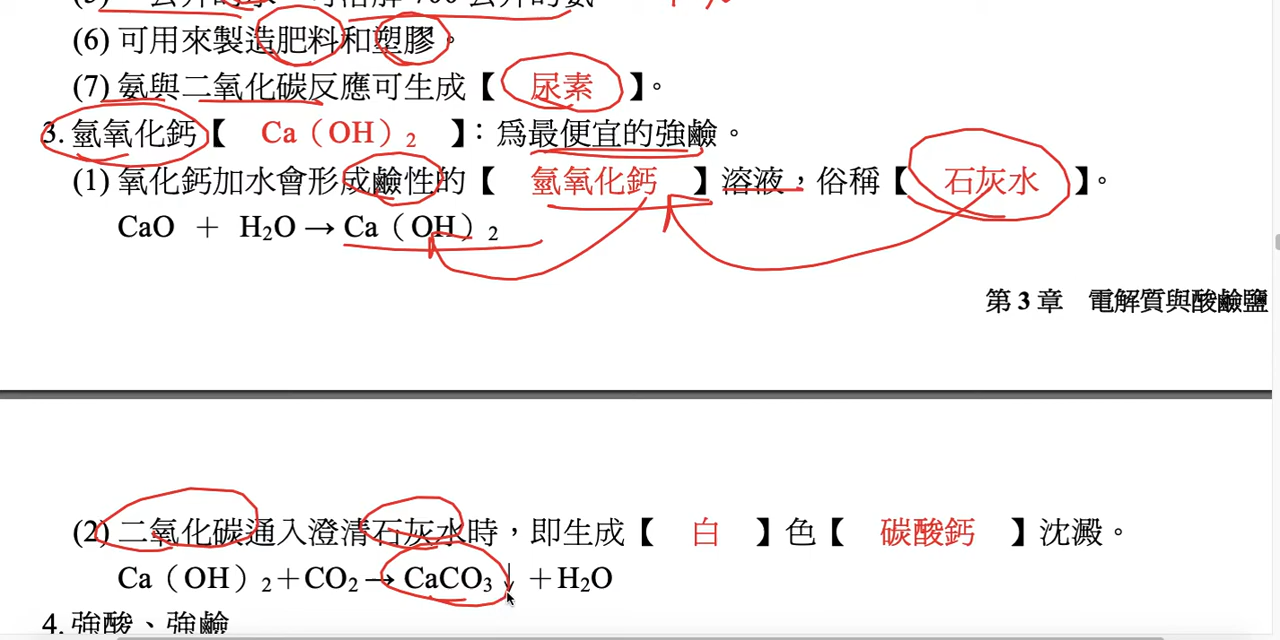 (6) 可用來製造肥料和塑膠。
(7) 氨與二氧化碳反應可生成【 尿素 】。
3. 氫氧化鈣【 Ca（OH）₂ 】：為最便宜的強鹼。
(1) 氧化鈣加水會形成鹼性的【 氫氧化鈣 】溶液，俗稱【 石灰水 】。
CaO + H₂O → Ca（OH）₂
第 3 章 電解質與酸鹼鹽
(2) 二氧化碳通入澄清石灰水時，即生成【 白 】色【 碳酸鈣 】沈澱。
Ca（OH）₂+CO₂→ CaCO₃↓ +H₂O
4. 強酸、強鹼